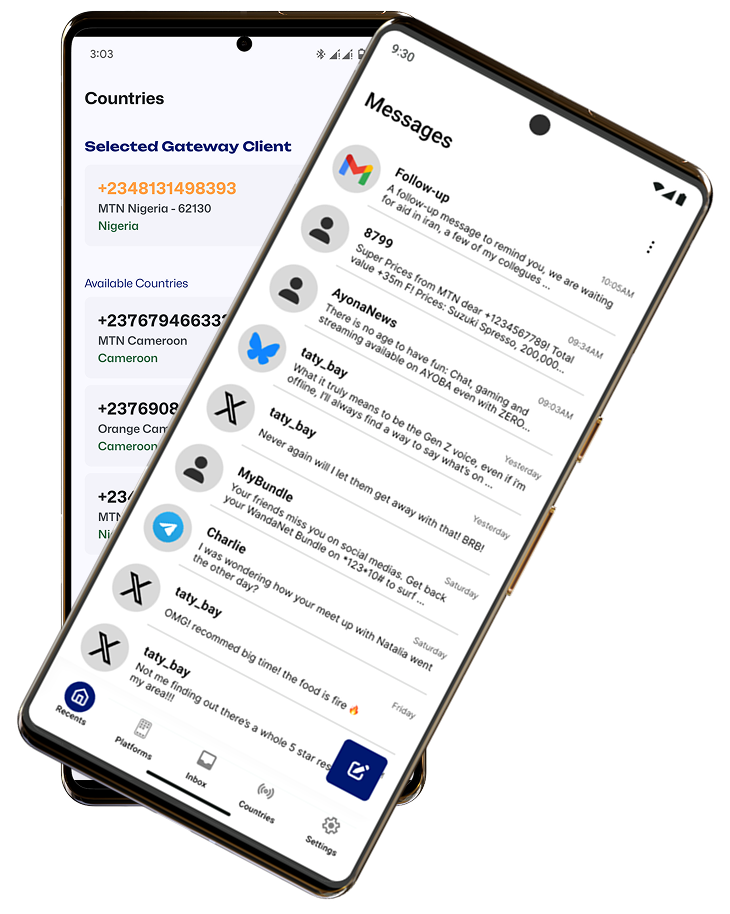 3:03
Countries
Selected Gateway Client
+2348131498393
MTN Nigeria - 62130
Nigeria
Available Countries
+23767946633
MTN Cameroon
Cameroon
+2376908
Orange Cam
Cameroon
+234
MTN
9:30
Messages
Follow-up
10:05AM
A follow-up message to remind you, we are waiting
for aid in iran, a few of my collegues ...
8799
09:34AM
Super Prices from MTN dear +1234567789! Total
value +35m F! Prices: Suzuki Spresso, 200,000...
AyonaNews
09:03AM
There is no age to have fun: Chat, gaming and
streaming available on AYOBA even with ZERO...
taty_bay
Yesterday
What it truly means to be the Gen Z voice, even if i'm
offline, I'll always find a way to say what's on ...
taty_bay
Yesterday
Never again will I let them get away with that! BRB!
MyBundle
Saturday
Your friends miss you on social medias. Get back
your WandaNet Bundle on *123*10# to surf ...
Charlie
Saturday
I was wondering how your meet up with Natalia went
the other day?
taty_bay
Friday
OMG! recommed big time! the food is fire 🔥
taty_bay
Not me finding out there's a whole 5 star res
my area!!!
Recents
Platforms
Inbox
Countries
Settings